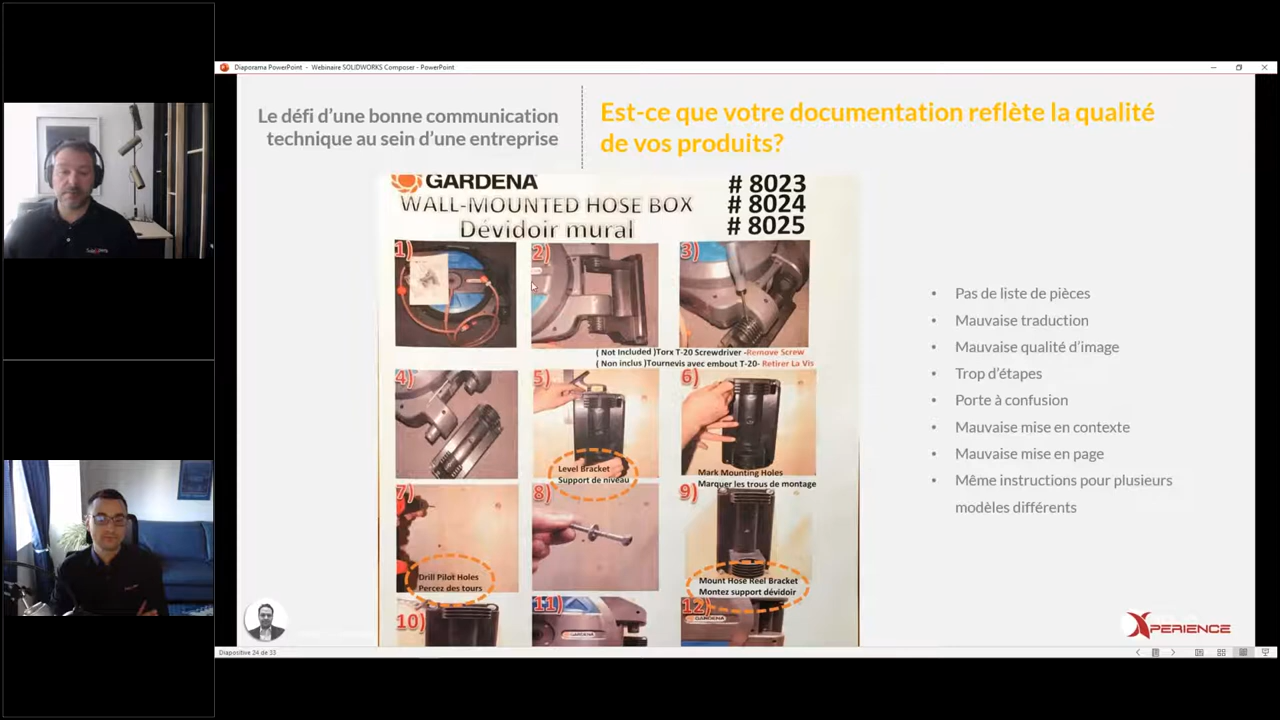 Diaporama PowerPoint - Webinaire SOLIDWORKS Composer - PowerPoint
Le défi d'une bonne communication
technique au sein d'une entreprise
Est-ce que votre documentation reflète la qualité
de vos produits?
GARDENA
WALL-MOUNTED HOSE BOX
Dévidoir mural
# 8023
# 8024
# 8025
1)
2)
3)
( Not Included )Torx T-20 Screwdriver -Remove Screw
( Non inclus )Tournevis avec embout T-20- Retirer La Vis
4)
5)
6)
Level Bracket
Support de niveau
Mark Mounting Holes
Marquer les trous de montage
7)
8)
9)
Drill Pilot Holes
Percez des tours
Mount Hose Reel Bracket
Montez support dévidoir
10)
11)
12)
GARDENA
GARDENA
• Pas de liste de pièces
• Mauvaise traduction
• Mauvaise qualité d'image
• Trop d'étapes
• Porte à confusion
• Mauvaise mise en contexte
• Mauvaise mise en page
• Même instructions pour plusieurs
modèles différents
XPERIENCE
Diapositive 24 de 33